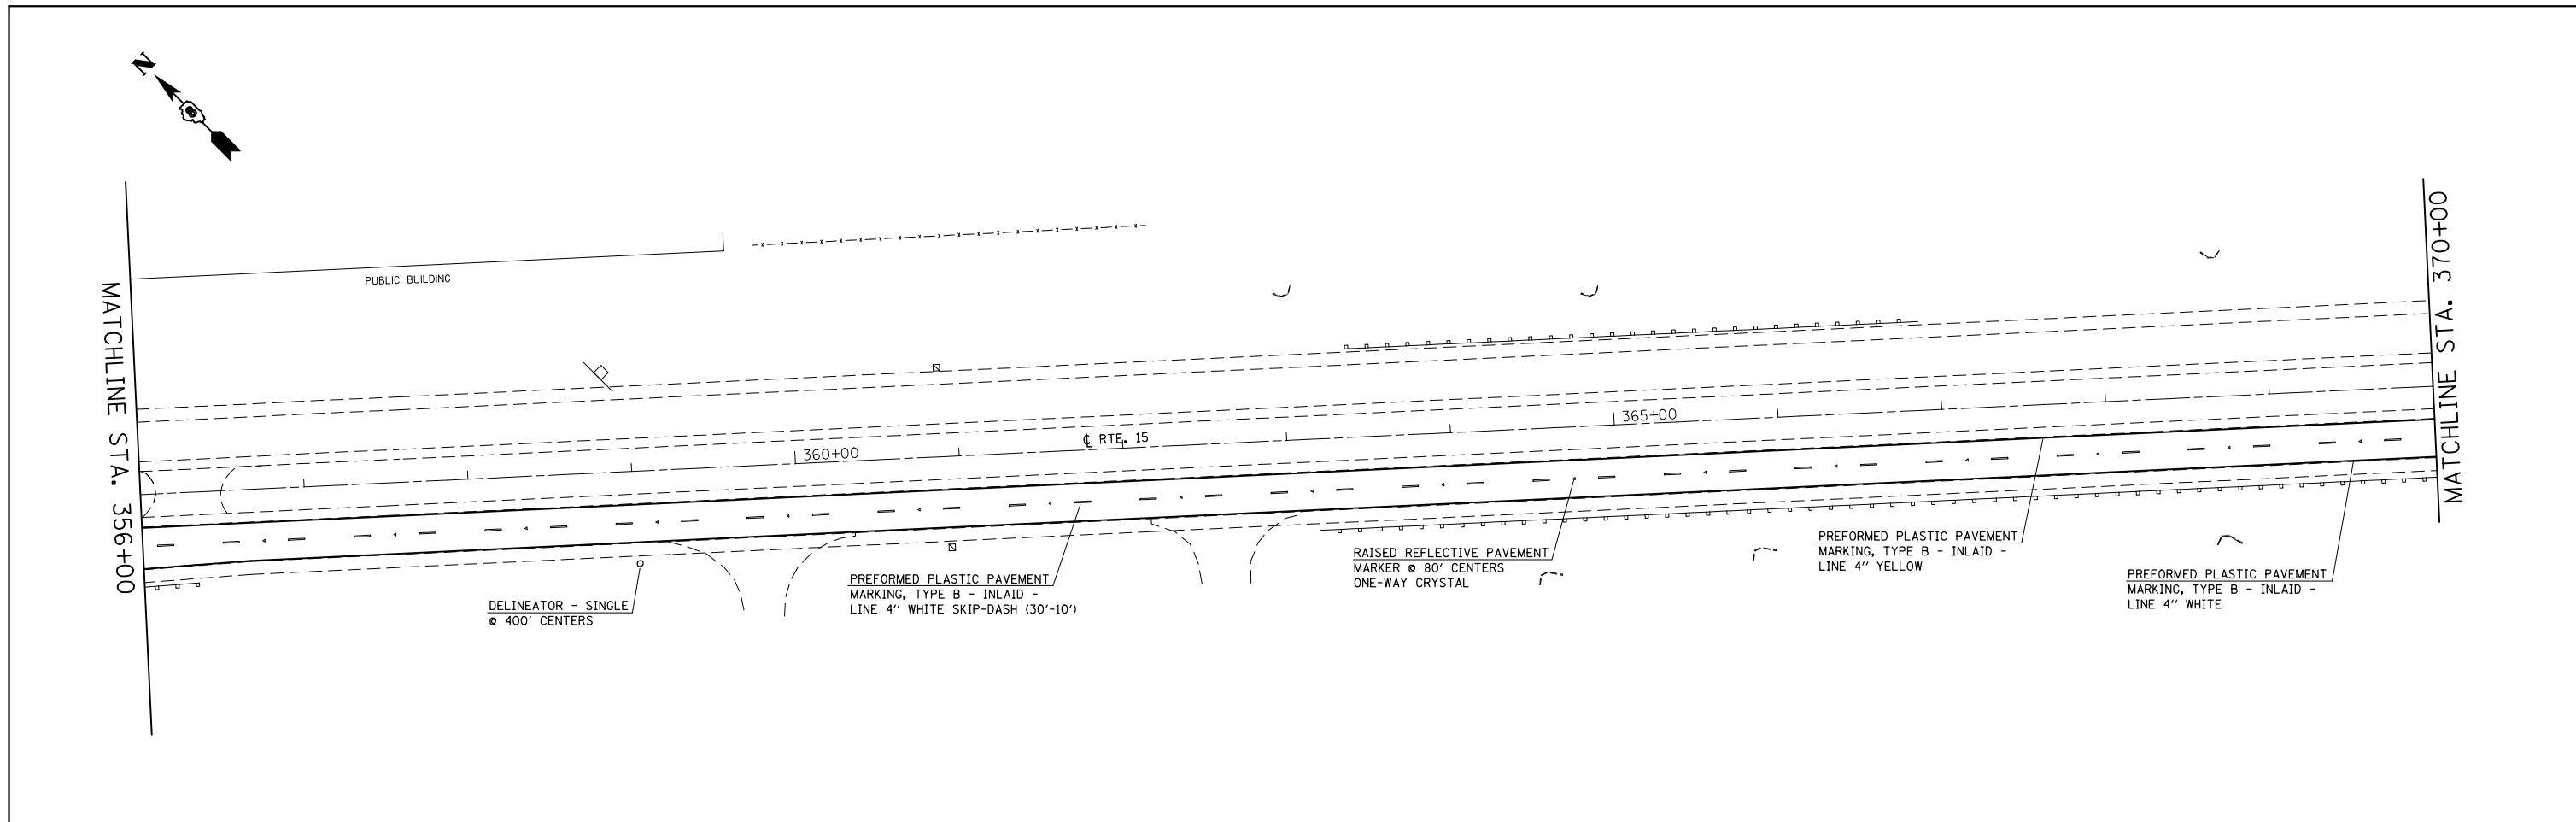 N
MATCHLINE STA. 356+00
PUBLIC BUILDING
360+00
℄ RTE. 15
365+00
MATCHLINE STA. 370+00
DELINEATOR - SINGLE
@ 400' CENTERS
PREFORMED PLASTIC PAVEMENT
MARKING, TYPE B - INLAID -
LINE 4" WHITE SKIP-DASH (30'-10')
RAISED REFLECTIVE PAVEMENT
MARKER @ 80' CENTERS
ONE-WAY CRYSTAL
PREFORMED PLASTIC PAVEMENT
MARKING, TYPE B - INLAID -
LINE 4" YELLOW
PREFORMED PLASTIC PAVEMENT
MARKING, TYPE B - INLAID -
LINE 4" WHITE